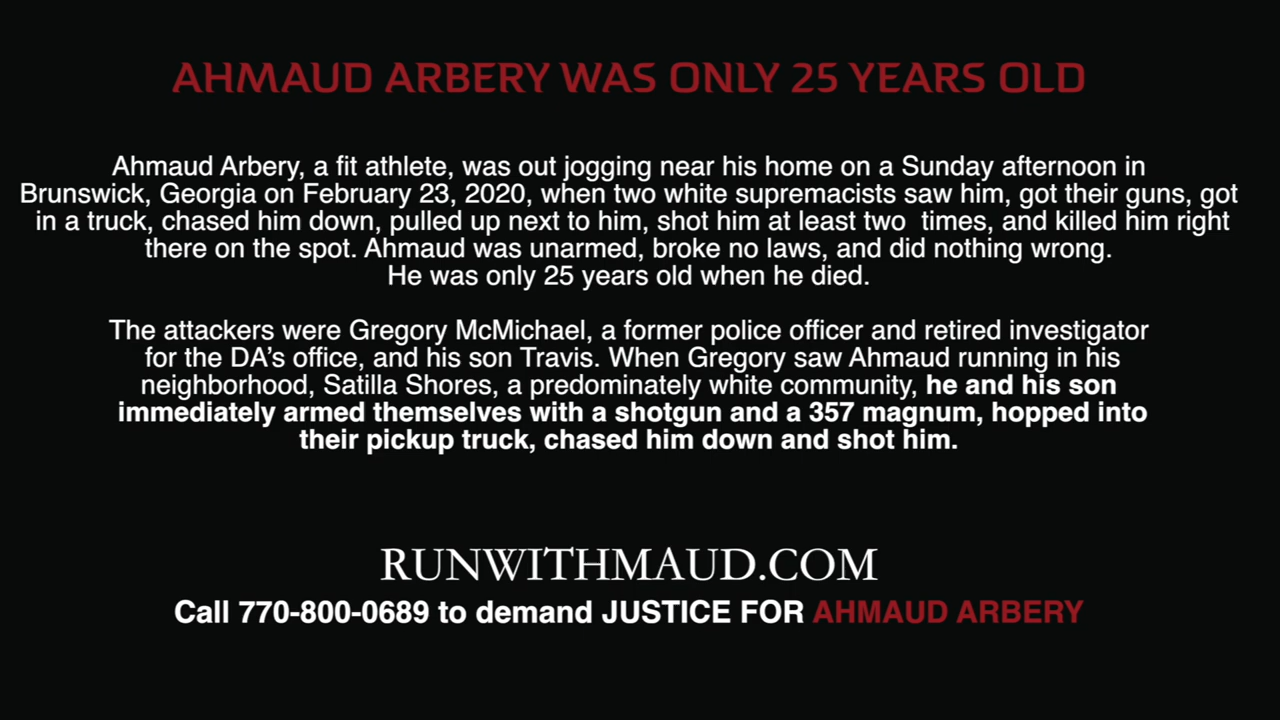 AHMAUD ARBERY WAS ONLY 25 YEARS OLD
Ahmaud Arbery, a fit athlete, was out jogging near his home on a Sunday afternoon in
Brunswick, Georgia on February 23, 2020, when two white supremacists saw him, got their guns, got
in a truck, chased him down, pulled up next to him, shot him at least two  times, and killed him right
there on the spot. Ahmaud was unarmed, broke no laws, and did nothing wrong.
He was only 25 years old when he died.
The attackers were Gregory McMichael, a former police officer and retired investigator
for the DA’s office, and his son Travis. When Gregory saw Ahmaud running in his
neighborhood, Satilla Shores, a predominately white community, he and his son
immediately armed themselves with a shotgun and a 357 magnum, hopped into
their pickup truck, chased him down and shot him.
RUNWITHMAUD.COM
Call 770-800-0689 to demand JUSTICE FOR AHMAUD ARBERY